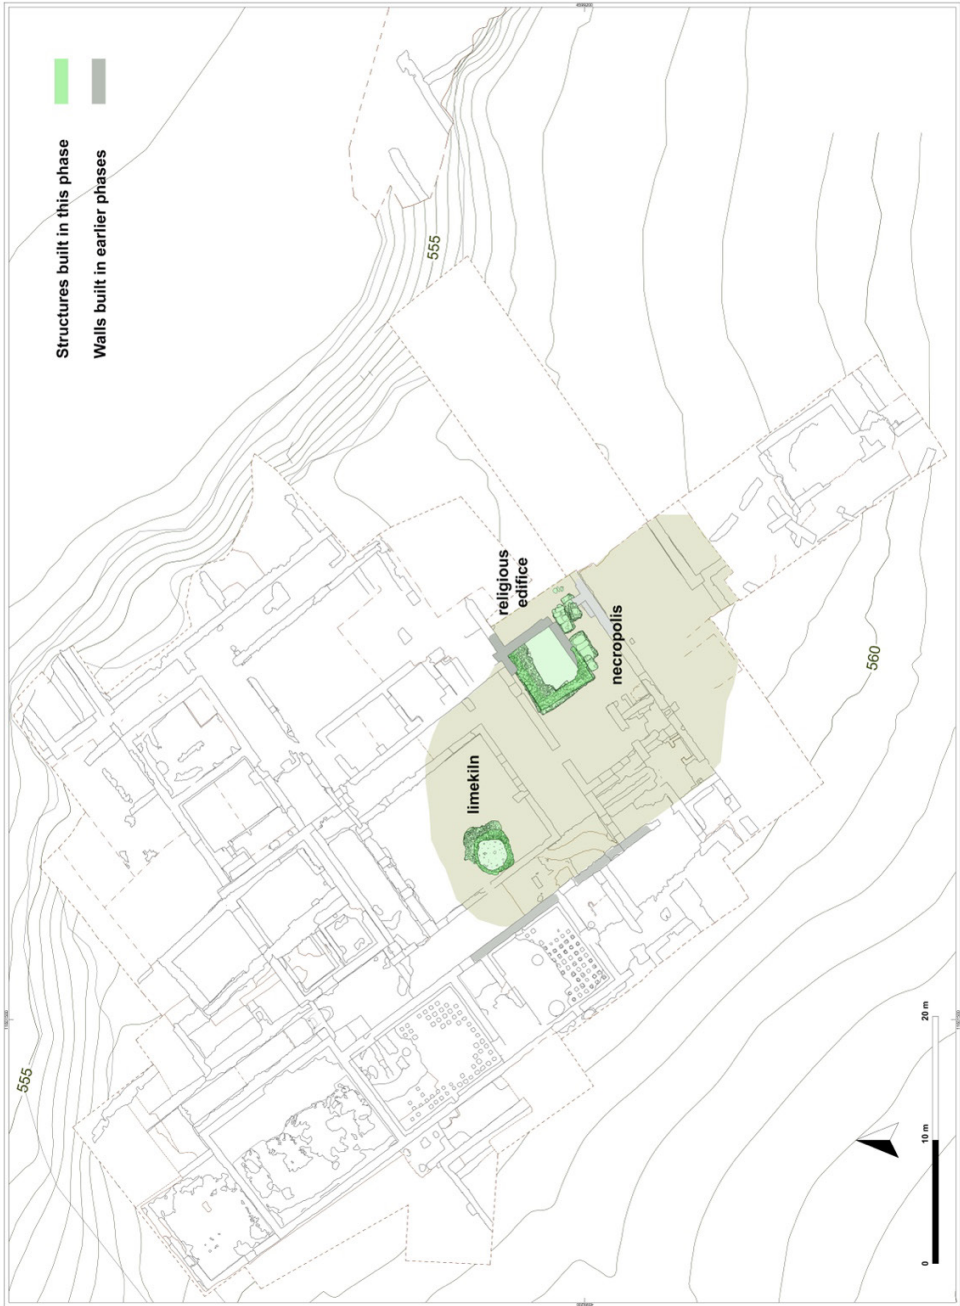 Structures built in this phase
Walls built in earlier phases
555
religious
edifice
necropolis
limekiln
560
555
0
10 m
20 m